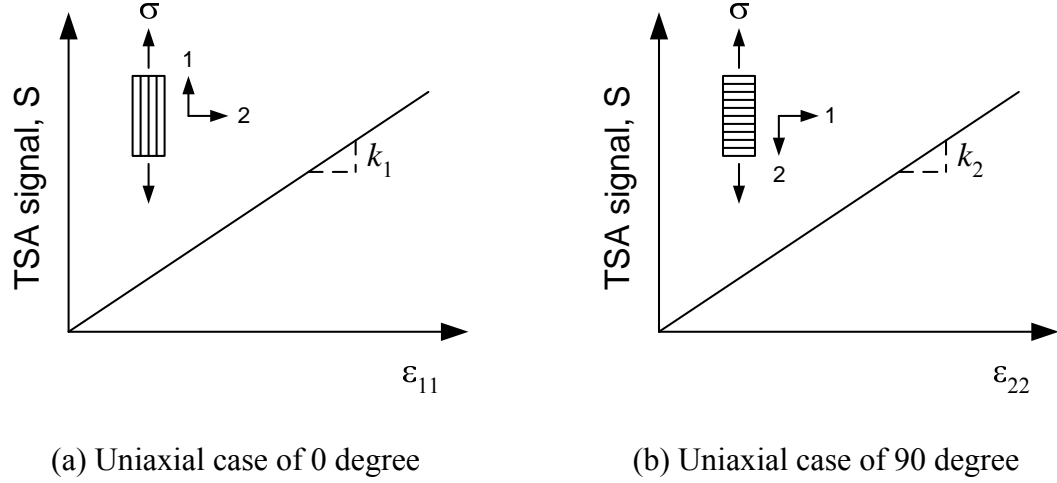 σ
1
2
k1
TSA signal, S
ε11
(a) Uniaxial case of 0 degree
σ
1
2
k2
TSA signal, S
ε22
(b) Uniaxial case of 90 degree